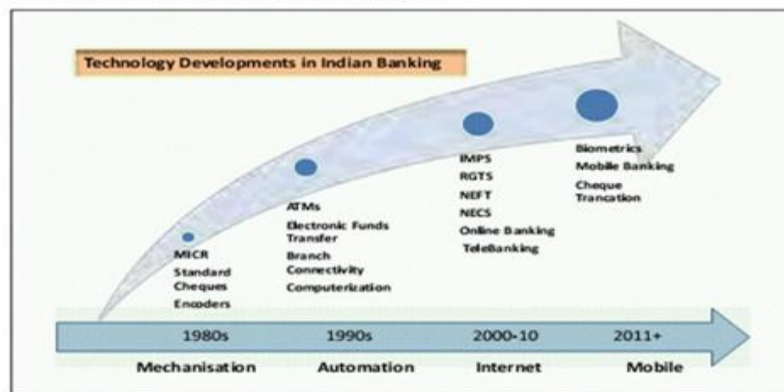 Technology Developments in Indian Banking
MICR
Standard
Cheques
Encoders
ATMs
Electronic Funds
Transfer
Branch
Connectivity
Computerization
IMPS
RGTS
NEFT
NECS
Online Banking
TeleBanking
Biometrics
Mobile Banking
Cheque
Trancation
1980s
1990s
2000-10
2011+
Mechanisation
Automation
Internet
Mobile